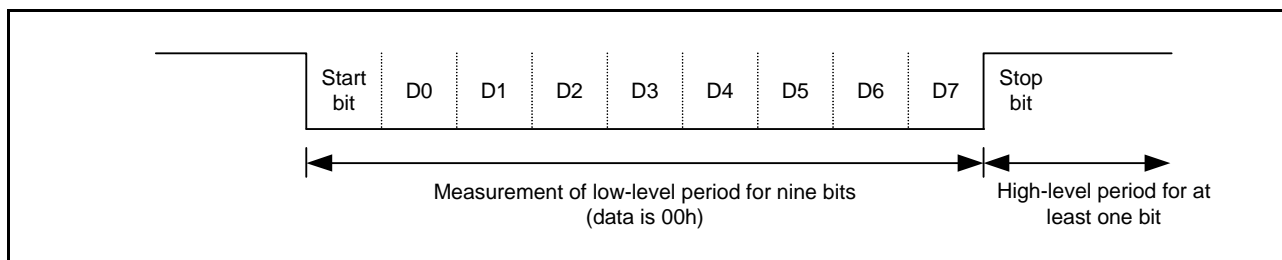 Start
bit
D0
D1
D2
D3
D4
D5
D6
D7
Stop
bit
Measurement of low-level period for nine bits
(data is 00h)
High-level period for at
least one bit